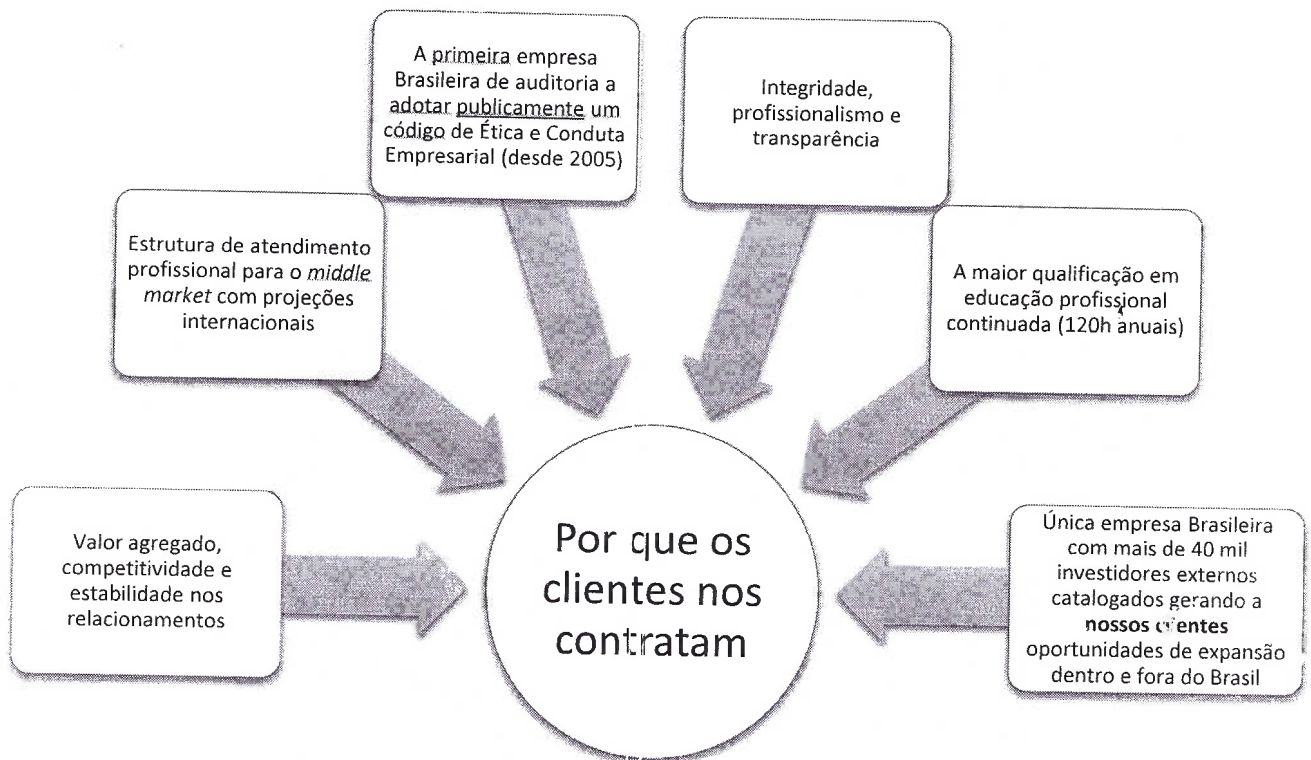 A primeira empresa
Brasileira de auditoria a
adotar publicamente um
código de Ética e Conduta
Empresarial (desde 2005)
Integridade,
profissionalismo e
transparência
Estrutura de atendimento
profissional para o middle
market com projeções
internacionais
A maior qualificação em
educação profissional
continuada (120h anuais)
Valor agregado,
competitividade e
estabilidade nos
relacionamentos
Por que os
clientes nos
contratam
Única empresa Brasileira
com mais de 40 mil
investidores externos
catalogados gerando a
nossos clientes
oportunidades de expansão
dentro e fora do Brasil